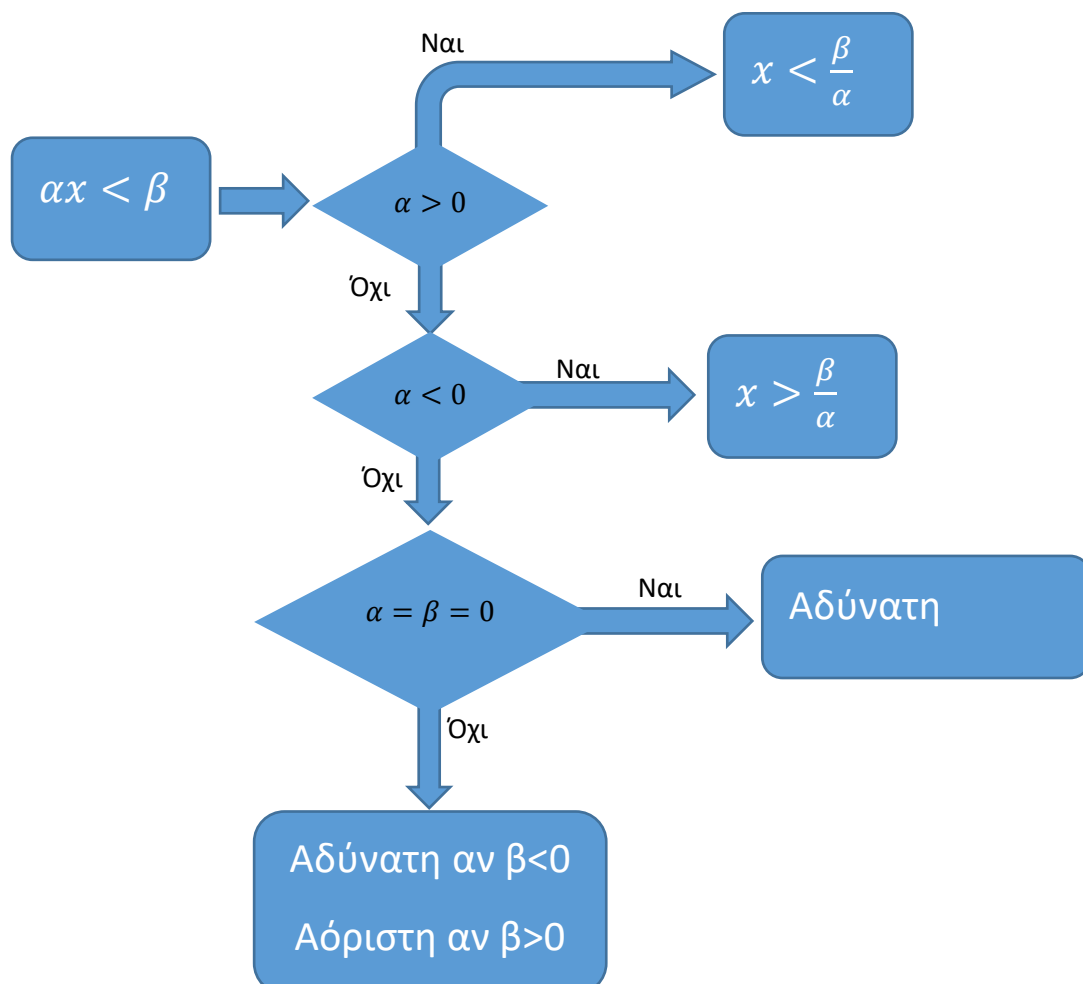 Ναι
x < β/α
αx < β
α > 0
Όχι
α < 0
Ναι
x > β/α
Όχι
α = β = 0
Ναι
Αδύνατη
Όχι
Αδύνατη αν β<0
Αόριστη αν β>0